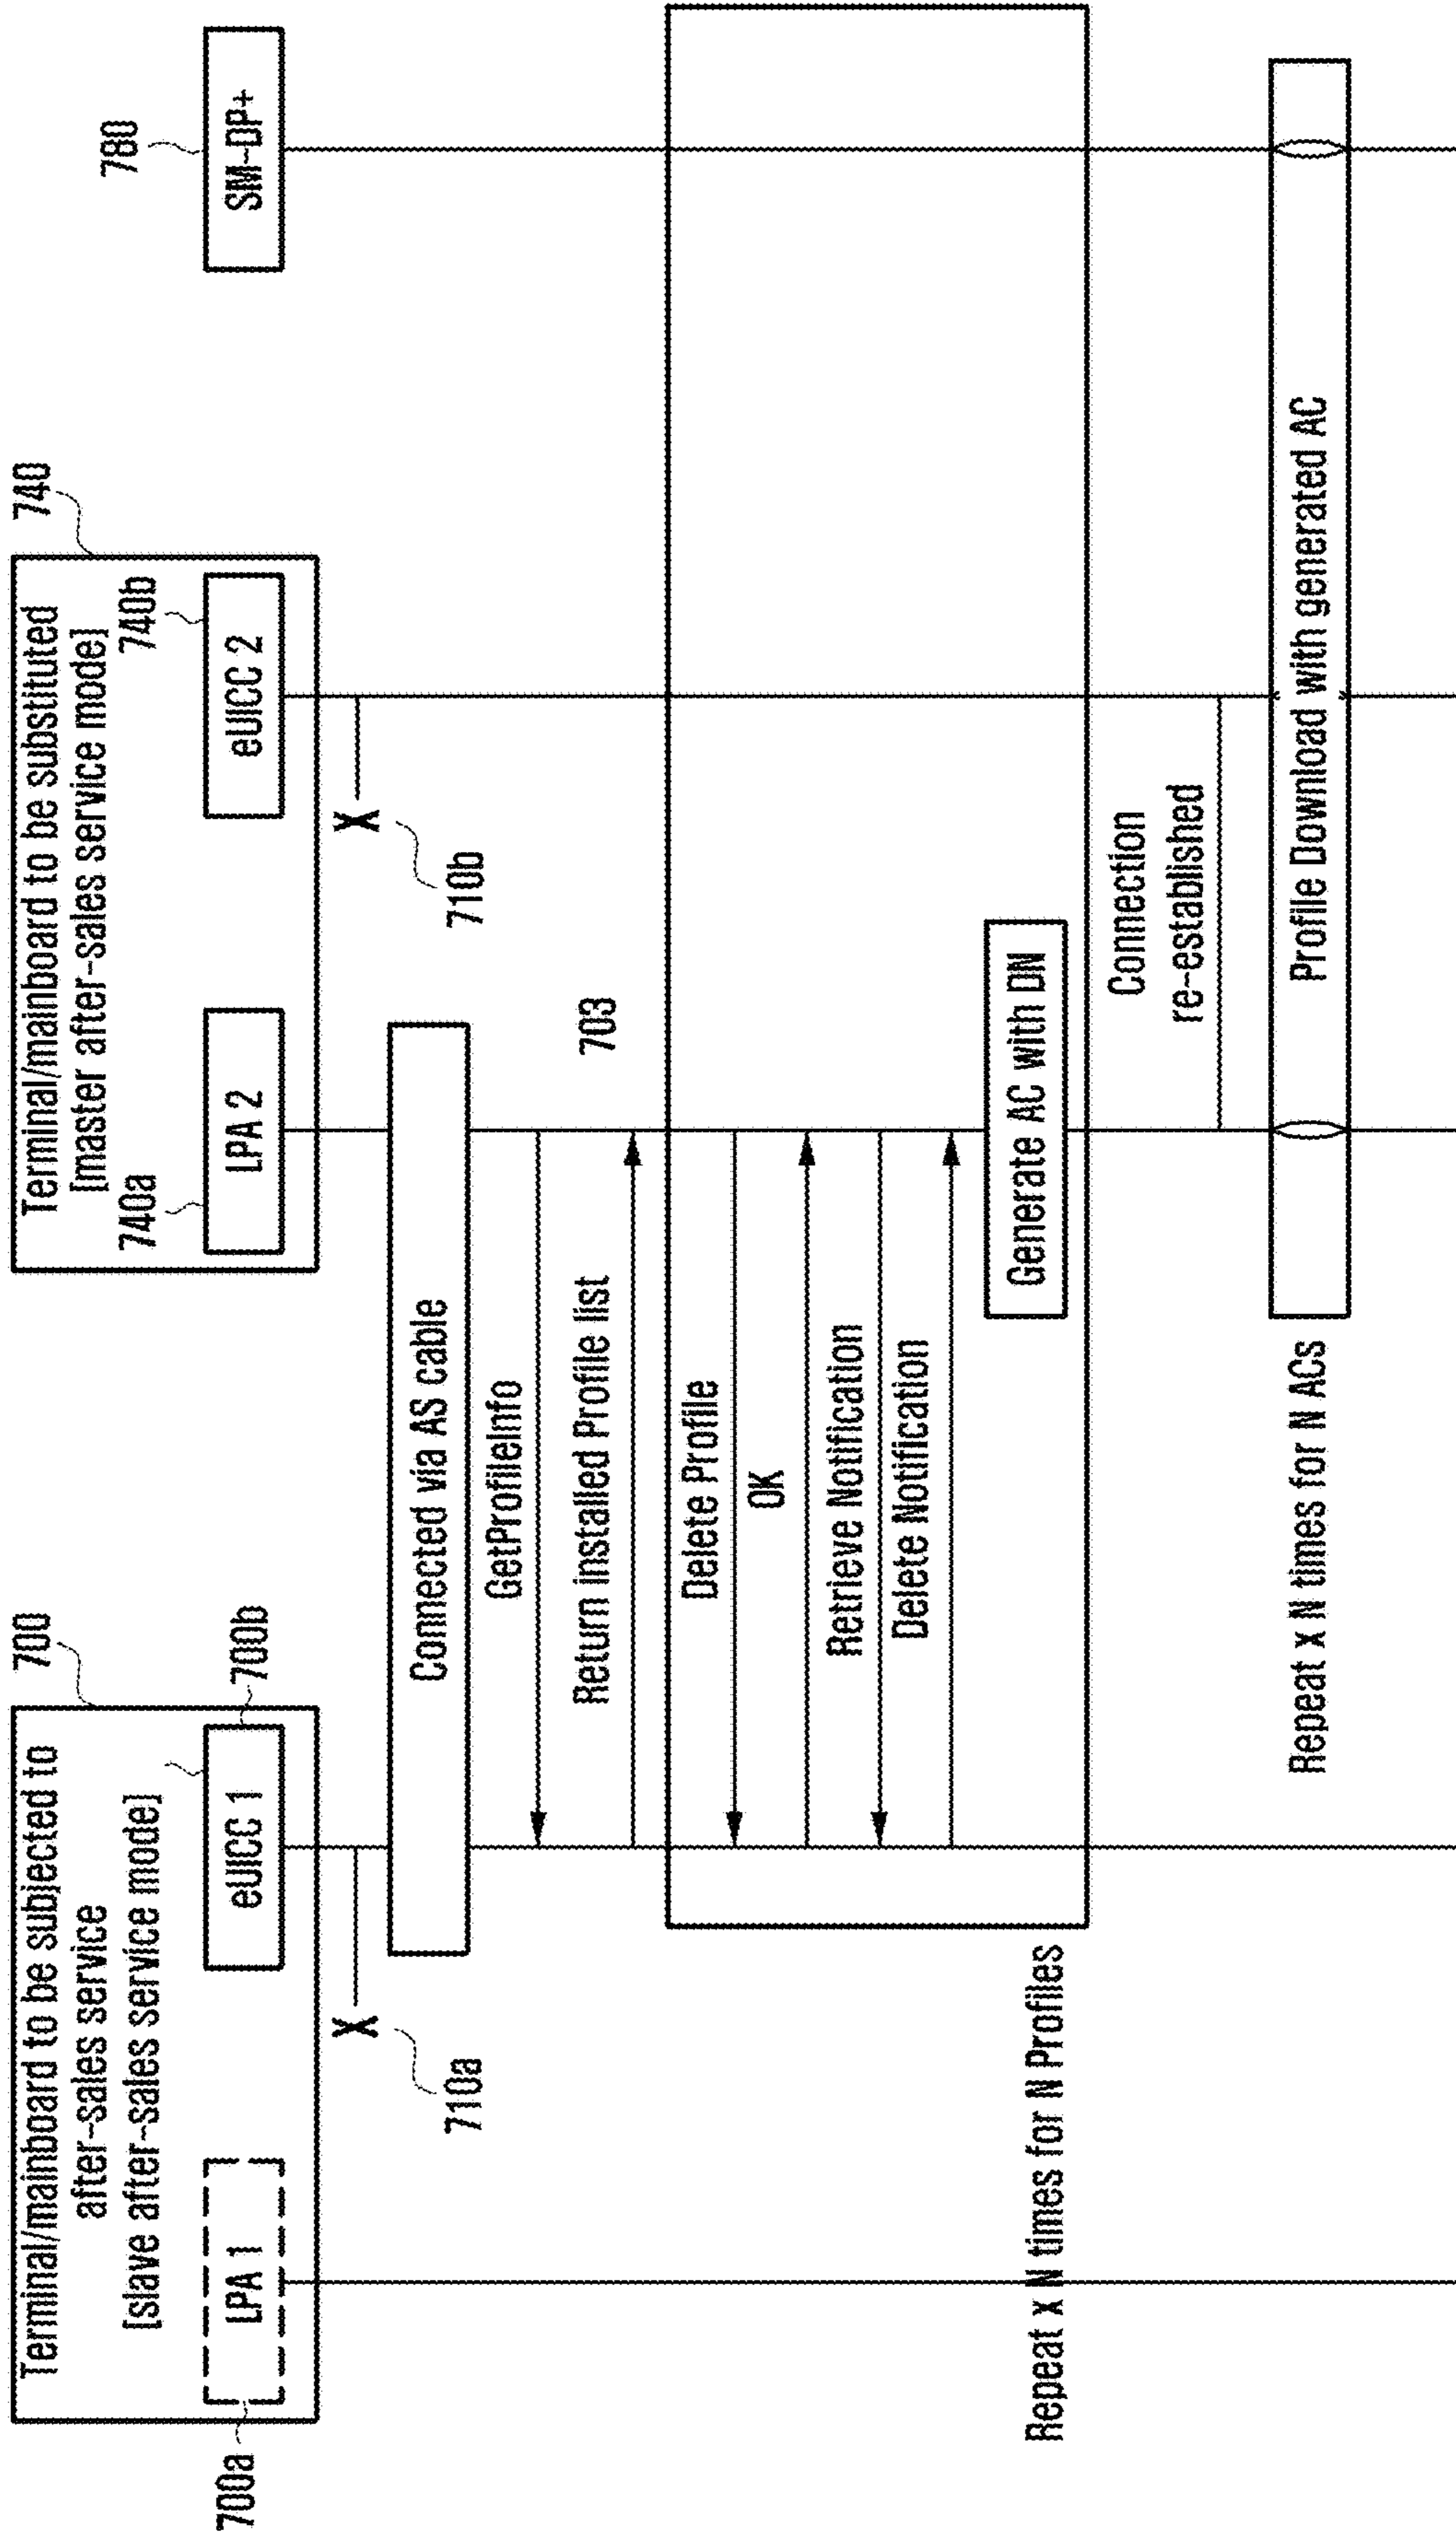 700
Terminal/mainboard to be subjected to
after-sales service
[slave after-sales service mode]
700a
LPA 1
eUICC 1
700b
740
Terminal/mainboard to be substituted
[master after-sales service mode]
740a
LPA 2
740b
eUICC 2
780
SM-DP+
X
710a
X
710b
Connected via AS cable
GetProfileInfo
Return installed Profile list
703
Delete Profile
OK
Retrieve Notification
Delete Notification
Generate AC with DN
Repeat x N times for N Profiles
Connection
re-established
Profile Download with generated AC
Repeat x N times for N ACs